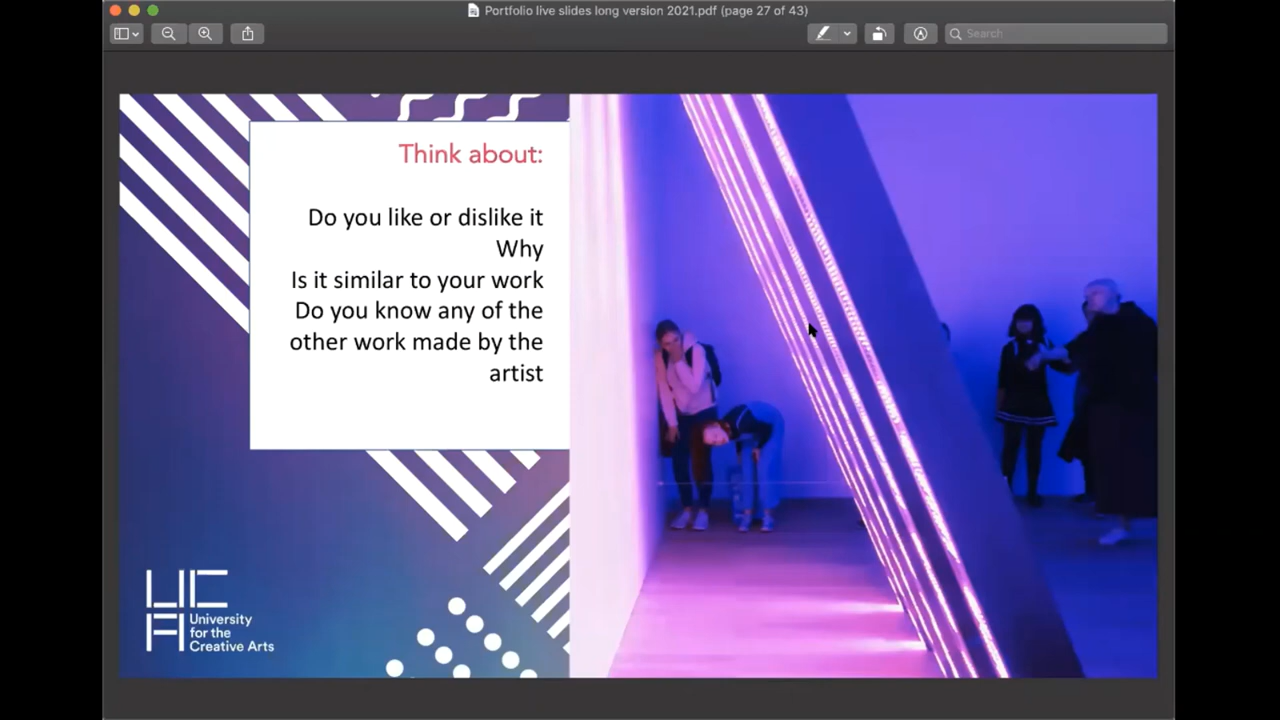 Portfolio live slides long version 2021.pdf (page 27 of 43)
Search
Think about:
Do you like or dislike it
Why
Is it similar to your work
Do you know any of the
other work made by the
artist
UCA
University
for the
Creative Arts